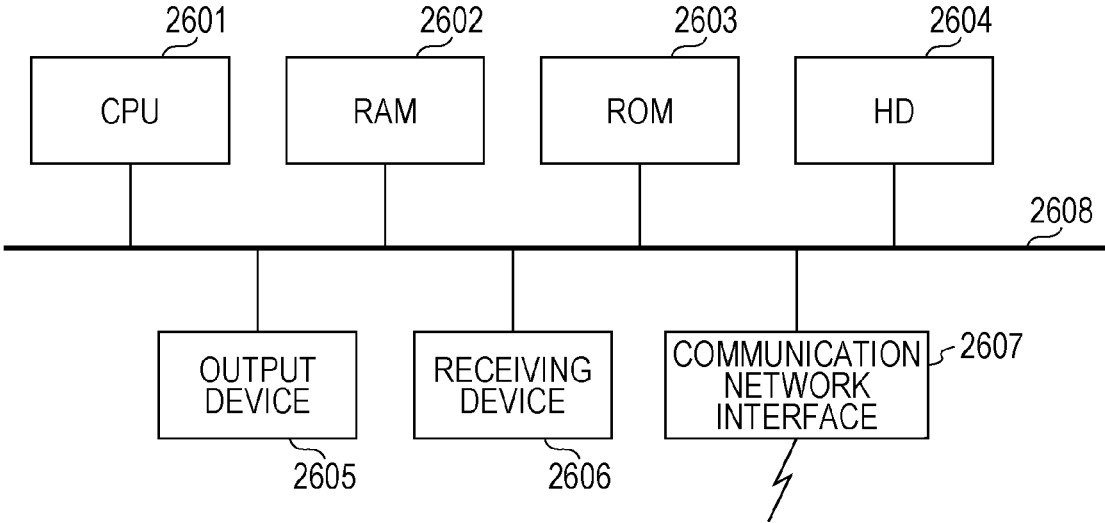 2601
2602
2603
2604
CPU
RAM
ROM
HD
2608
OUTPUT
DEVICE
RECEIVING
DEVICE
COMMUNICATION
NETWORK
INTERFACE
2607
2605
2606